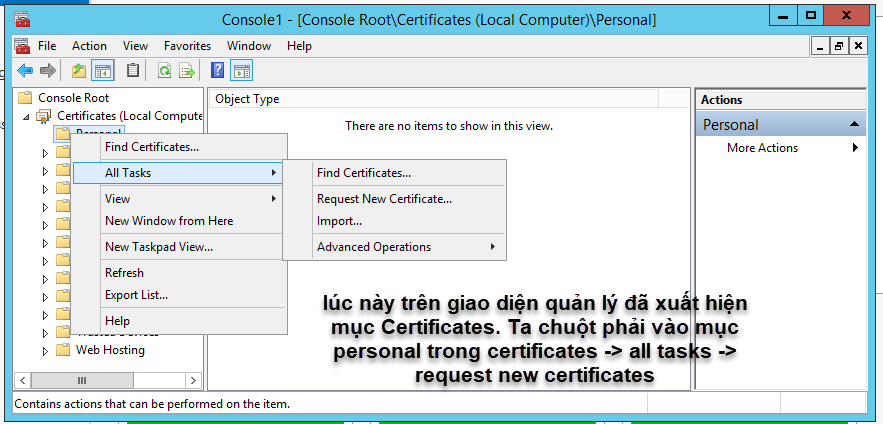 Console1 - [Console Root\Certificates (Local Computer)\Personal]
File Action View Favorites Window Help
Console Root
Certificates (Local Compute
Personal
Find Certificates...
All Tasks
View
New Window from Here
New Taskpad View...
Refresh
Export List...
Help
Web Hosting
Find Certificates...
Request New Certificate...
Import...
Advanced Operations
Object Type
There are no items to show in this view.
Actions
Personal
More Actions
lúc này trên giao diện quản lý đã xuất hiện
mục Certificates. Ta chuột phải vào mục
personal trong certificates -> all tasks ->
request new certificates
Contains actions that can be performed on the item.